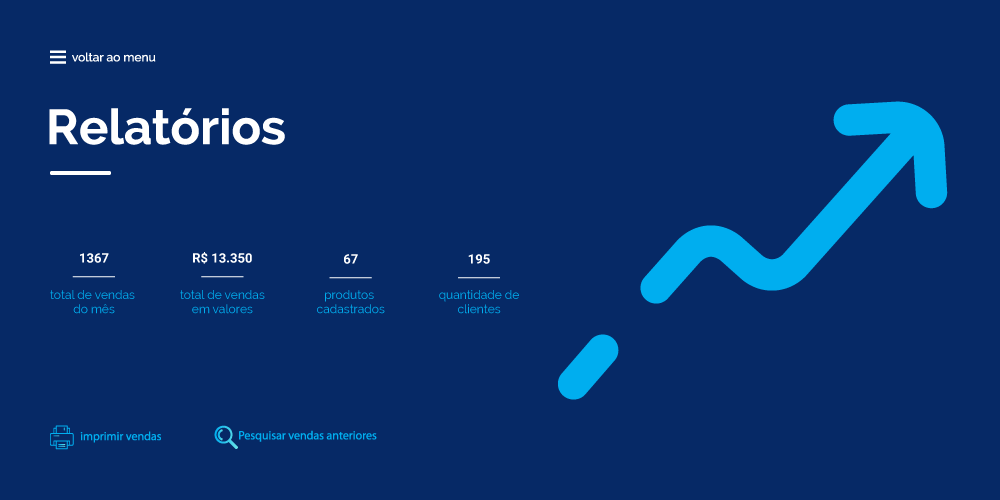 voltar ao menu
Relatórios
1367
total de vendas
do mês
R$ 13.350
total de vendas
em valores
67
produtos
cadastrados
195
quantidade de
clientes
imprimir vendas
Pesquisar vendas anteriores